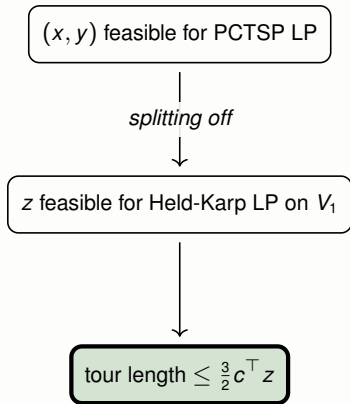 (x, y) feasible for PCTSP LP
splitting off
z feasible for Held-Karp LP on V₁
tour length ≤ 3/2 c⊤ z